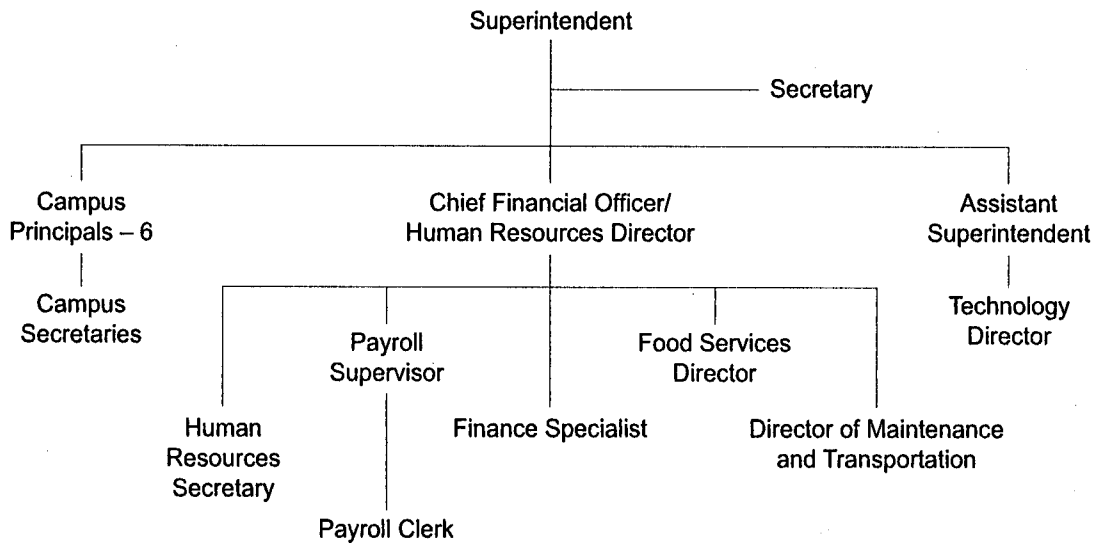 Superintendent
Secretary
Campus
Principals – 6
Chief Financial Officer/
Human Resources Director
Assistant
Superintendent
Campus
Secretaries
Technology
Director
Payroll
Supervisor
Food Services
Director
Human
Resources
Secretary
Finance Specialist
Director of Maintenance
and Transportation
Payroll Clerk